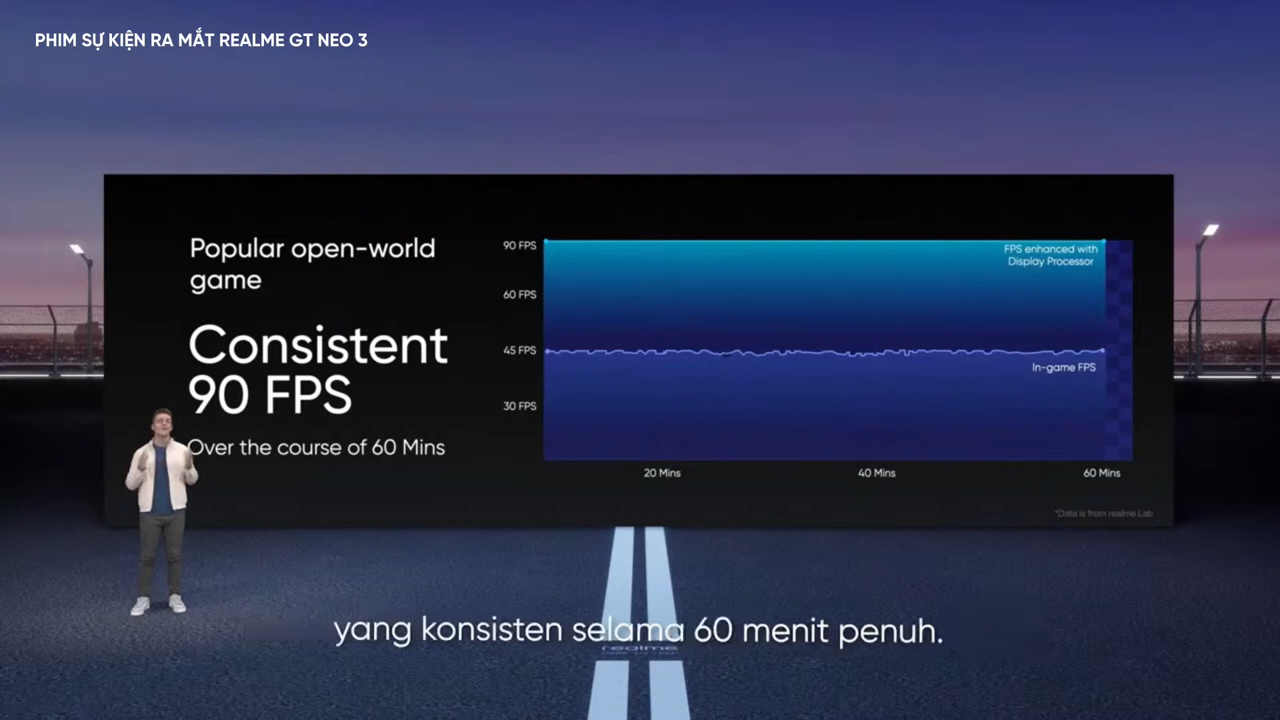 PHIM SỰ KIỆN RA MẮT REALME GT NEO 3
Popular open-world
game
Consistent
90 FPS
Over the course of 60 Mins
90 FPS
60 FPS
45 FPS
30 FPS
FPS enhanced with
Display Processor
In-game FPS
20 Mins
40 Mins
60 Mins
*Data is from realme Lab
yang konsisten selama 60 menit penuh.
realme